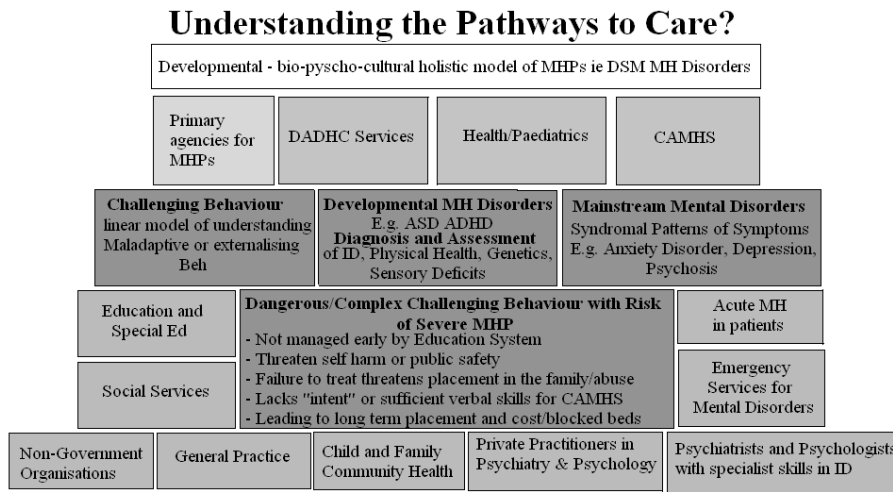 Understanding the Pathways to Care?
Developmental - bio-pyscho-cultural holistic model of MHPs ie DSM MH Disorders
Primary
agencies for
MHPs
DADHC Services
Health/Paediatrics
CAMHS
Challenging Behaviour
linear model of understanding
Maladaptive or externalising
Beh
Developmental MH Disorders
E.g. ASD ADHD
Diagnosis and Assessment
of ID, Physical Health, Genetics,
Sensory Deficits
Mainstream Mental Disorders
Syndromal Patterns of Symptoms
E.g. Anxiety Disorder, Depression,
Psychosis
Education and
Special Ed
Social Services
Dangerous/Complex Challenging Behaviour with Risk
of Severe MHP
- Not managed early by Education System
- Threaten self harm or public safety
- Failure to treat threatens placement in the family/abuse
- Lacks "intent" or sufficient verbal skills for CAMHS
- Leading to long term placement and cost/blocked beds
Acute MH
in patients
Emergency
Services for
Mental Disorders
Non-Government
Organisations
General Practice
Child and Family
Community Health
Private Practitioners in
Psychiatry & Psychology
Psychiatrists and Psychologists
with specialist skills in ID